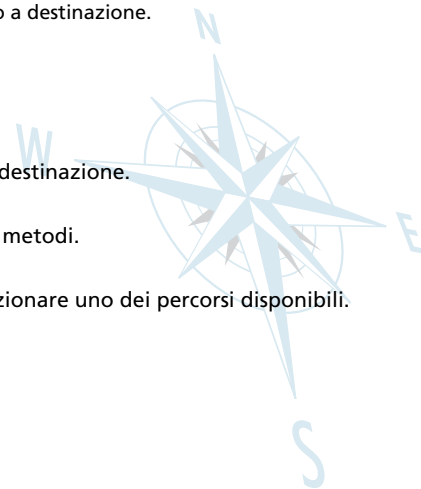 o a destinazione.
N
W
destinazione.
E
metodi.
zionare uno dei percorsi disponibili.
S